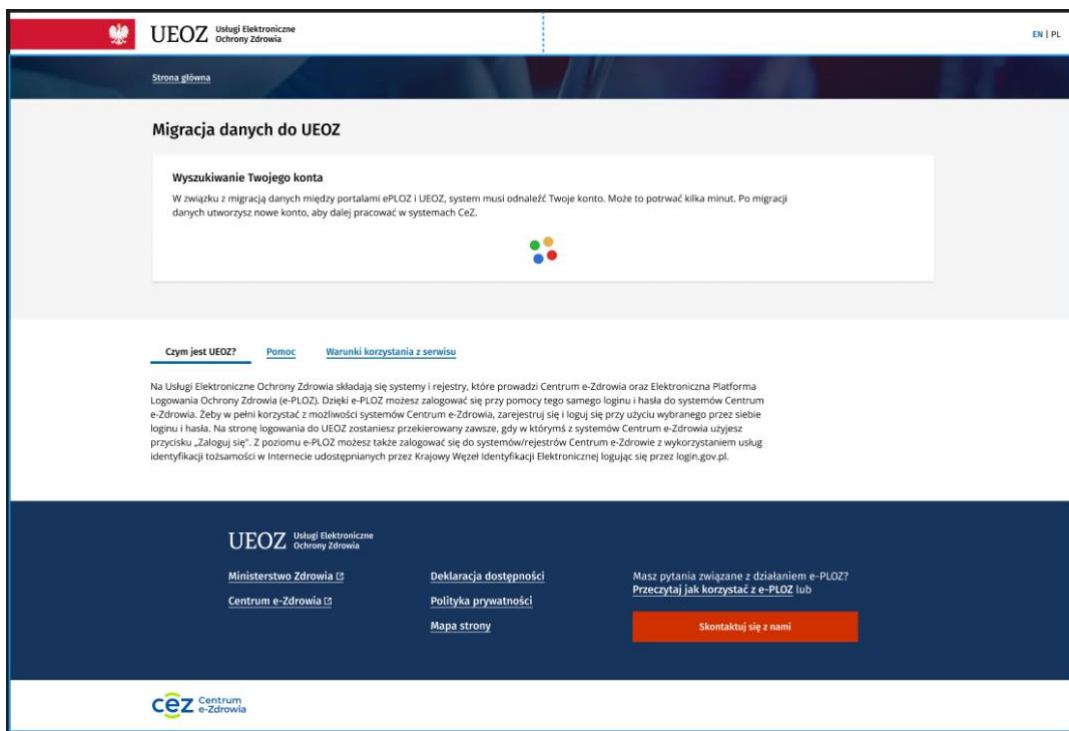 UEOZ Usługi Elektroniczne
Ochrony Zdrowia
EN | PL
Strona główna
Migracja danych do UEOZ
Wyszukiwanie Twojego konta
W związku z migracją danych między portalami ePLOZ i UEOZ, system musi odnaleźć Twoje konto. Może to potrwać kilka minut. Po migracji
danych utworzysz nowe konto, aby dalej pracować w systemach CeZ.
Czym jest UEOZ? Pomoc Warunki korzystania z serwisu
Na Usługi Elektroniczne Ochrony Zdrowia składają się systemy i rejestry, które prowadzi Centrum e-Zdrowia oraz Elektroniczna Platforma
Logowania Ochrony Zdrowia (e-PLOZ). Dzięki e-PLOZ możesz zalogować się przy pomocy tego samego loginu i hasła do systemów Centrum
e-Zdrowia. Żeby w pełni korzystać z możliwości systemów Centrum e-Zdrowia, zarejestruj się i loguj się przy użyciu wybranego przez siebie
loginu i hasła. Na stronę logowania do UEOZ zostaniesz przekierowany zawsze, gdy w którymś z systemów Centrum e-Zdrowia użyjesz
przycisku „Zaloguj się". Z poziomu e-PLOZ możesz także zalogować się do systemów/rejestrów Centrum e-Zdrowie z wykorzystaniem usług
identyfikacji tożsamości w Internecie udostępnianych przez Krajowy Węzeł Identyfikacji Elektronicznej logując się przez login.gov.pl.
UEOZ Usługi Elektroniczne
Ochrony Zdrowia
Ministerstwo Zdrowia
Centrum e-Zdrowia
Deklaracja dostępności
Polityka prywatności
Mapa strony
Masz pytania związane z działaniem e-PLOZ?
Przeczytaj jak korzystać z e-PLOZ lub
Skontaktuj się z nami
cez Centrum
e-Zdrowia